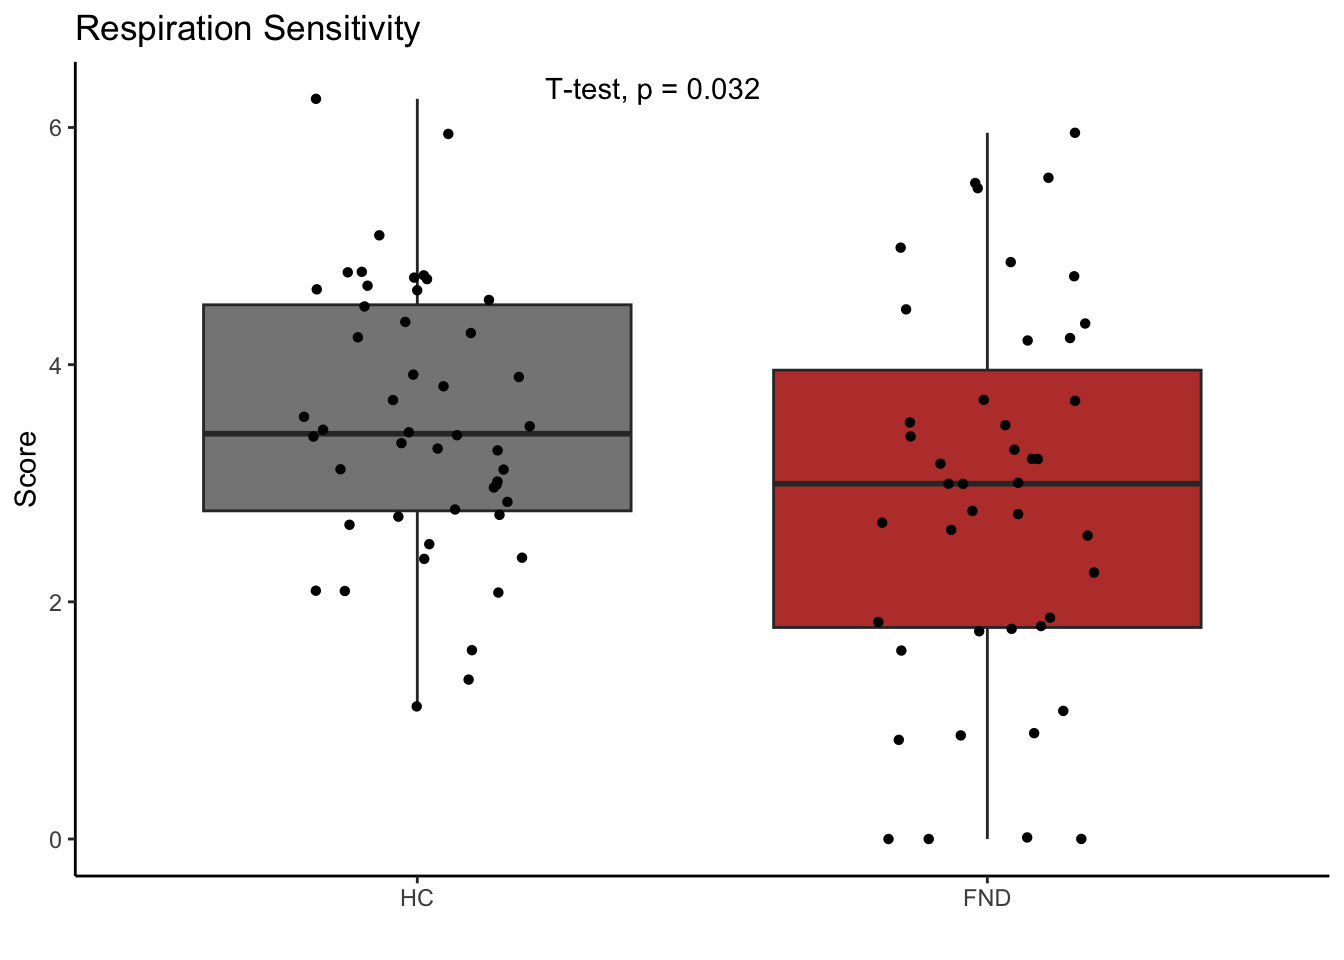 Respiration Sensitivity
T-test, p = 0.032
6
4
2
0
Score
HC
FND